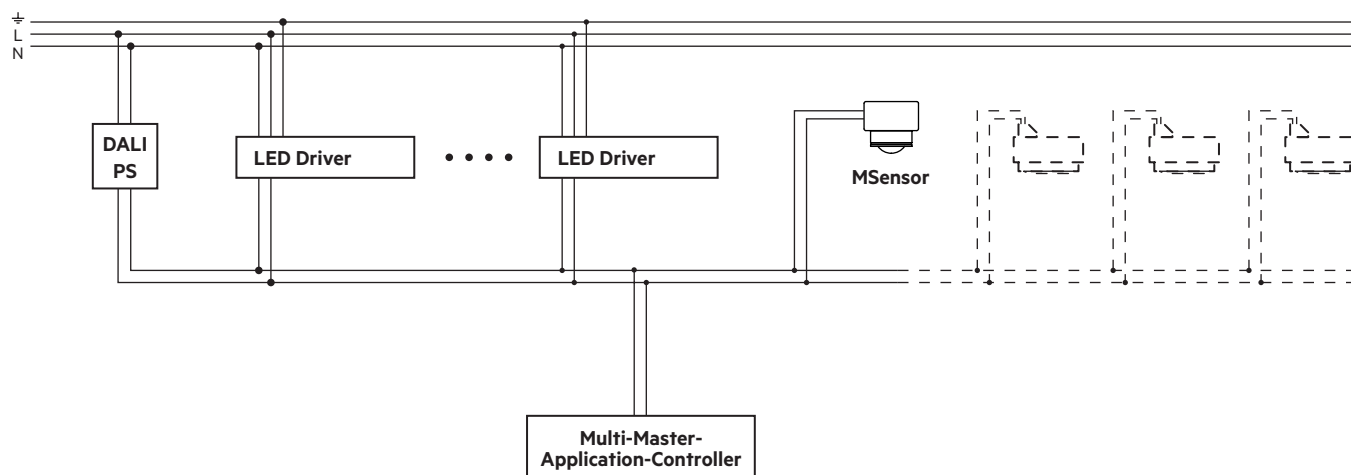 L
N
DALI
PS
LED Driver
LED Driver
MSensor
Multi-Master-
Application-Controller